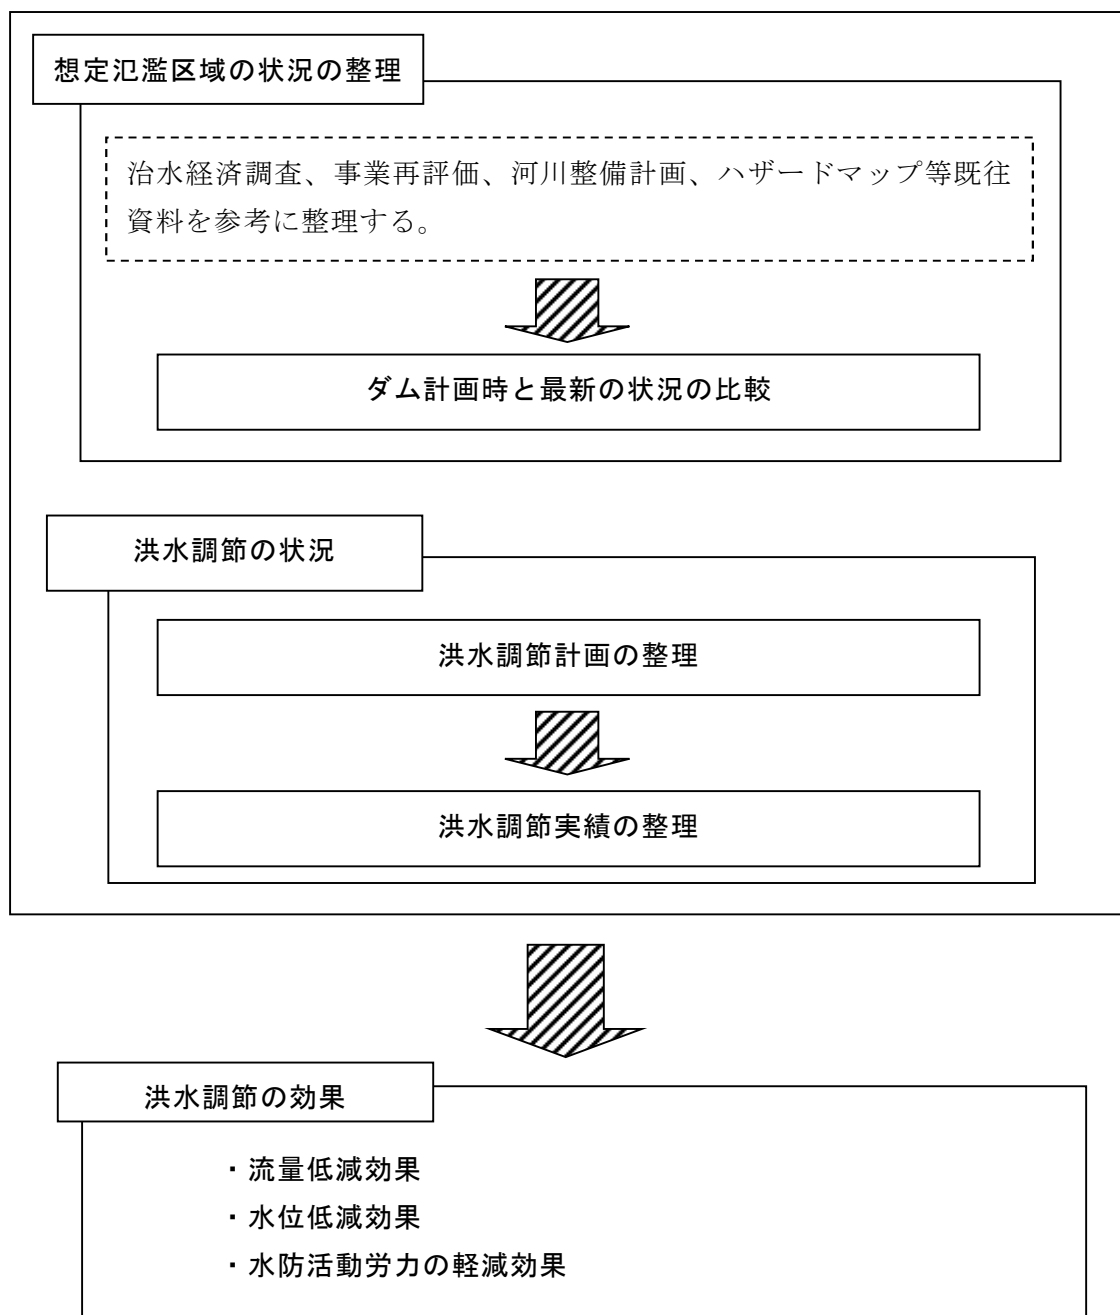 想定氾濫区域の状況の整理
治水経済調査、事業再評価、河川整備計画、ハザードマップ等既往
資料を参考に整理する。
ダム計画時と最新の状況の比較
洪水調節の状況
洪水調節計画の整理
洪水調節実績の整理
洪水調節の効果
・流量低減効果
・水位低減効果
・水防活動労力の軽減効果